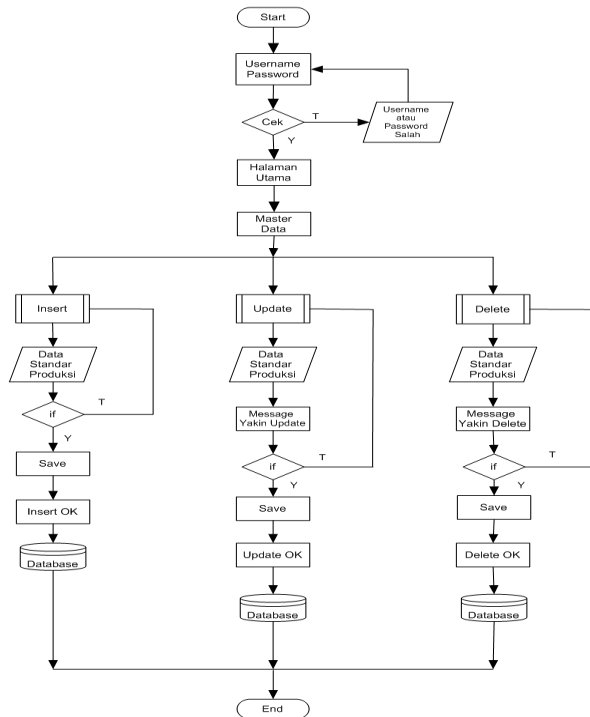 Start
Username
Password
Cek
T
Username
atau
Password
Salah
Y
Halaman
Utama
Master
Data
Insert
Data
Standar
Produksi
if
T
Y
Save
Insert OK
Database
Update
Data
Standar
Produksi
Message
Yakin Update
if
T
Y
Save
Update OK
Database
Delete
Data
Standar
Produksi
Message
Yakin Delete
if
T
Y
Save
Delete OK
Database
End